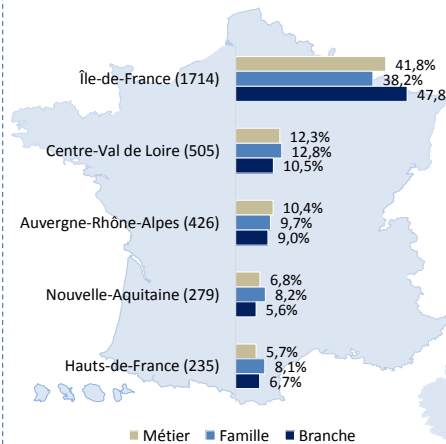 Île-de-France (1714)
41,8%
38,2%
47,8
Centre-Val de Loire (505)
12,3%
12,8%
10,5%
Auvergne-Rhône-Alpes (426)
10,4%
9,7%
9,0%
Nouvelle-Aquitaine (279)
6,8%
8,2%
5,6%
Hauts-de-France (235)
5,7%
8,1%
6,7%
Métier Famille Branche